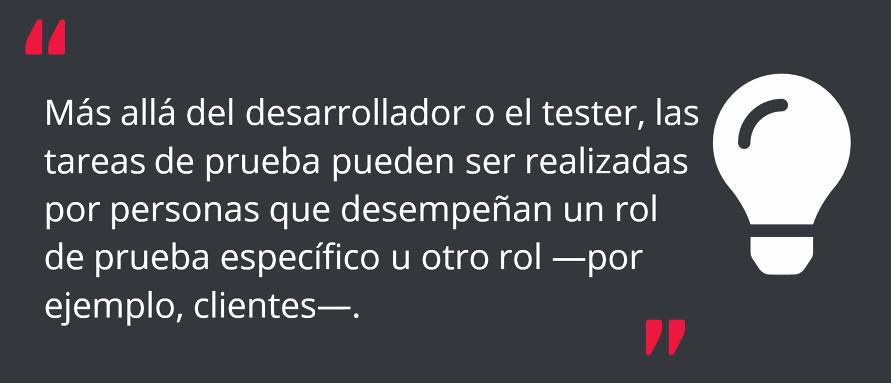 “
Más allá del desarrollador o el tester, las
tareas de prueba pueden ser realizadas
por personas que desempeñan un rol
de prueba específico u otro rol —por
ejemplo, clientes—.
”